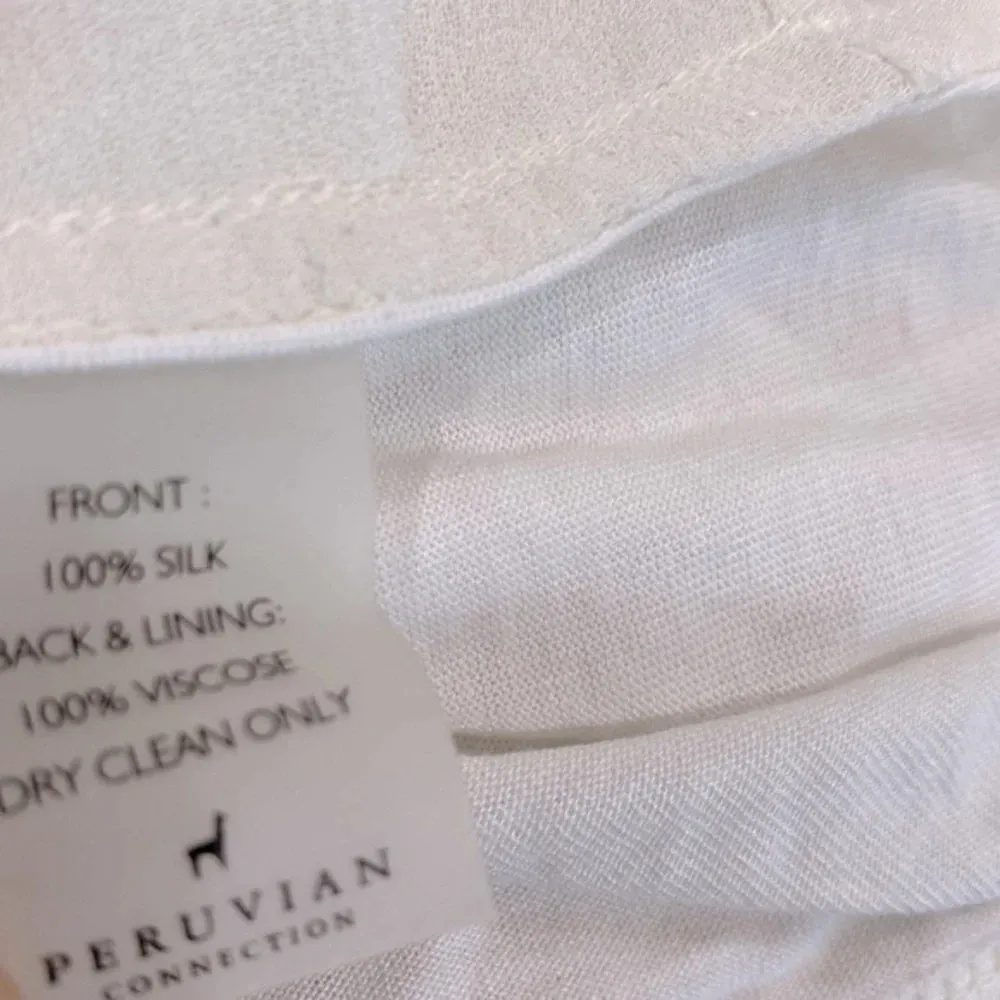 FRONT :
100% SILK
BACK & LINING:
100% VISCOSE
DRY CLEAN ONLY
PERUVIAN
CONNECTION